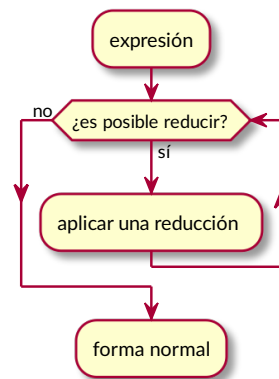 expresión
no
¿es posible reducir?
sí
aplicar una reducción
forma normal